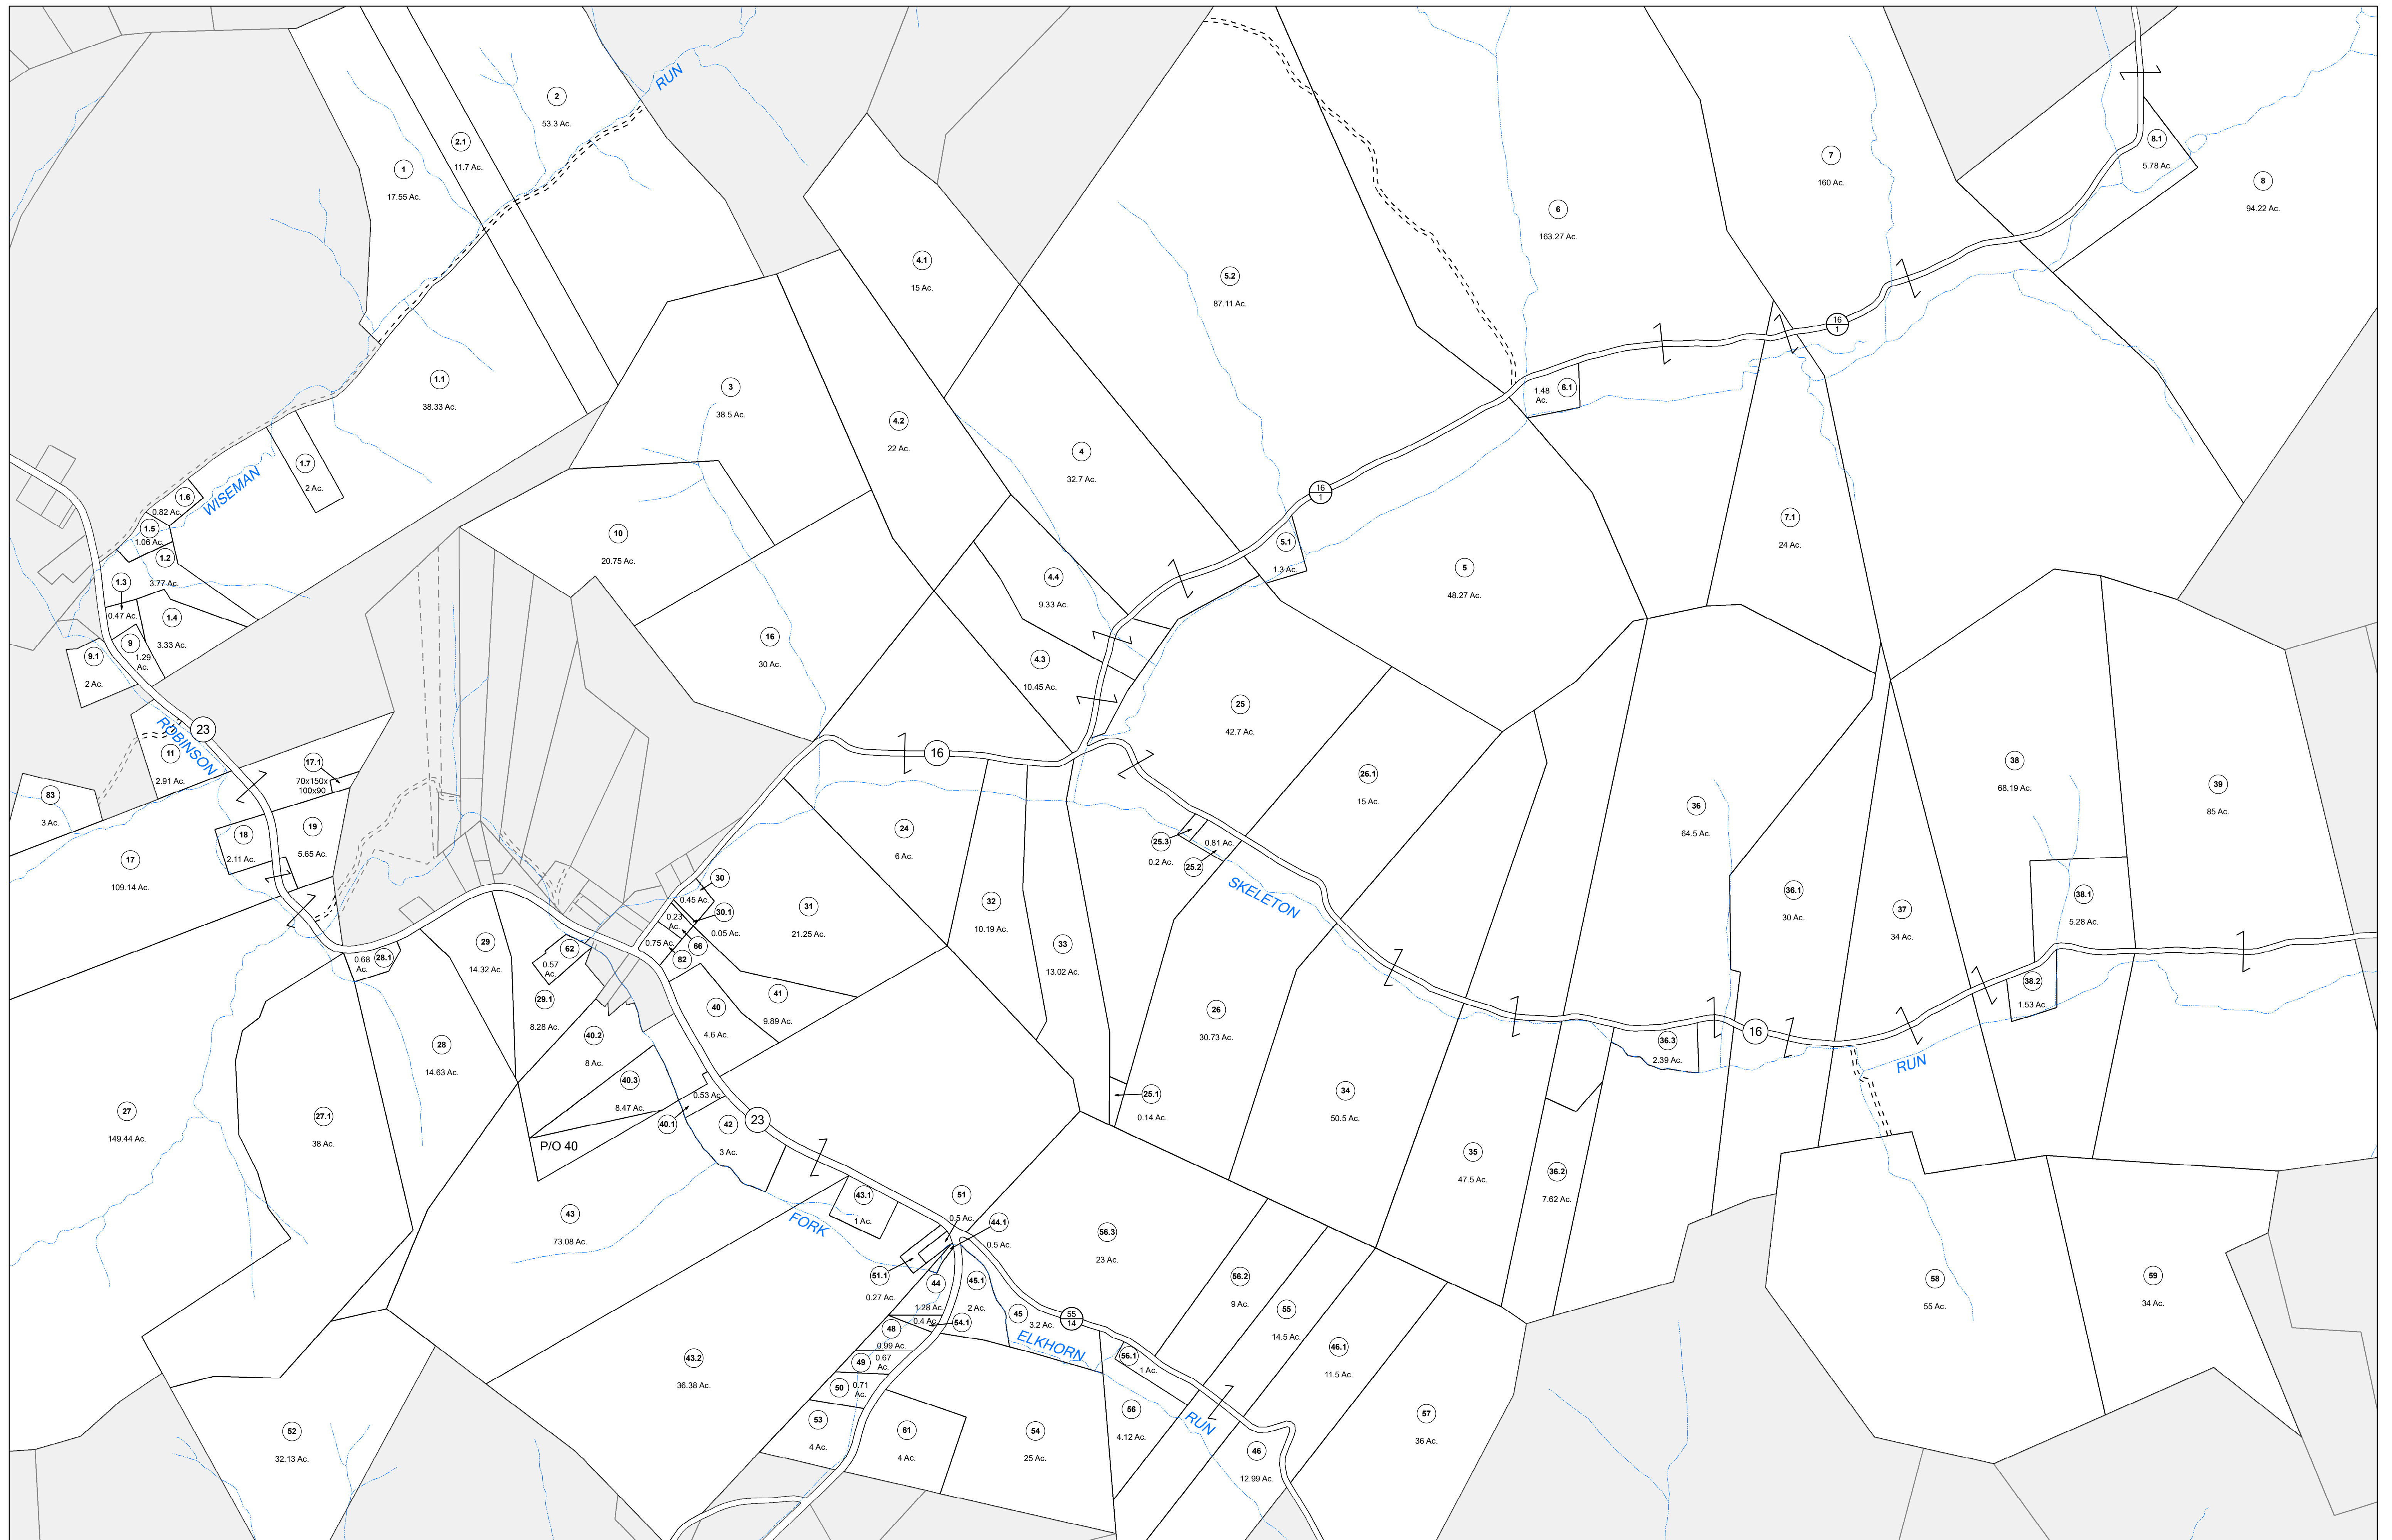 RUN
2
53.3 Ac.
2.1
11.7 Ac.
1
17.55 Ac.
8.1
5.78 Ac.
7
160 Ac.
8
94.22 Ac.
6
163.27 Ac.
4.1
15 Ac.
5.2
87.11 Ac.
16
1
1.1
38.33 Ac.
3
38.5 Ac.
1.48
Ac.
6.1
4.2
22 Ac.
4
32.7 Ac.
1.7
2 Ac.
1.6
0.82 Ac.
WISEMAN
16
1
1.5
1.06 Ac.
10
20.75 Ac.
5.1
1.3 Ac.
7.1
24 Ac.
1.2
3.77 Ac.
1.3
0.47 Ac.
4.4
9.33 Ac.
5
48.27 Ac.
1.4
3.33 Ac.
9
1.29
Ac.
9.1
2 Ac.
16
30 Ac.
4.3
10.45 Ac.
25
42.7 Ac.
ROBINSON
23
11
2.91 Ac.
17.1
70x150x
100x90
16
26.1
15 Ac.
38
68.19 Ac.
39
85 Ac.
83
3 Ac.
36
64.5 Ac.
18
2.11 Ac.
19
5.65 Ac.
24
6 Ac.
25.3
0.2 Ac.
0.81 Ac.
25.2
17
109.14 Ac.
SKELETON
30
0.45 Ac.
30.1
0.23
Ac.
0.05 Ac.
31
21.25 Ac.
32
10.19 Ac.
36.1
30 Ac.
37
34 Ac.
38.1
5.28 Ac.
0.75 Ac.
66
82
33
13.02 Ac.
29
14.32 Ac.
62
0.57
Ac.
0.68
Ac.
28.1
29.1
8.28 Ac.
40
4.6 Ac.
41
9.89 Ac.
26
30.73 Ac.
38.2
1.53 Ac.
16
36.3
2.39 Ac.
RUN
28
14.63 Ac.
40.2
8 Ac.
40.3
8.47 Ac.
0.53 Ac.
40.1
25.1
0.14 Ac.
34
50.5 Ac.
27
149.44 Ac.
27.1
38 Ac.
23
42
3 Ac.
P/O 40
35
47.5 Ac.
36.2
7.62 Ac.
43
73.08 Ac.
43.1
1 Ac.
FORK
51
0.5 Ac.
44.1
0.5 Ac.
56.3
23 Ac.
51.1
0.27 Ac.
44
1.28 Ac.
45.1
2 Ac.
56.2
9 Ac.
58
55 Ac.
59
34 Ac.
0.4 Ac.
54.1
45
3.2 Ac.
55
14
55
14.5 Ac.
48
0.99 Ac.
ELKHORN
46.1
11.5 Ac.
49
0.67
Ac.
56.1
1 Ac.
43.2
36.38 Ac.
50
0.71
Ac.
53
4 Ac.
61
4 Ac.
54
25 Ac.
56
4.12 Ac.
RUN
57
36 Ac.
52
32.13 Ac.
46
12.99 Ac.